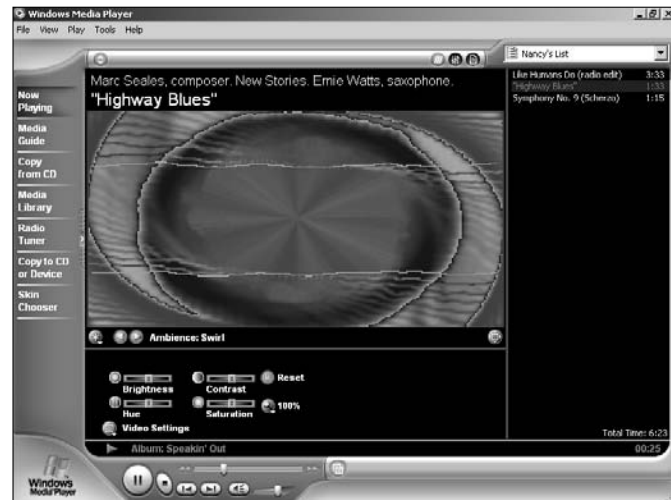 Windows Media Player
File View Play Tools Help
Nancy's List
Marc Seales, composer. New Stories. Ernie Watts, saxophone.
"Highway Blues"
Like Humans Do (radio edit) 3:33
"Highway Blues" 1:33
Symphony No. 9 (Scherzo) 1:15
Now
Playing
Media
Guide
Copy
from CD
Media
Library
Radio
Tuner
Copy to CD
or Device
Skin
Chooser
Ambience: Swirl
Brightness
Contrast
Reset
Hue
Saturation
100%
Video Settings
Total Time: 6:23
Album: Speakin' Out
00:25
Windows
Media Player